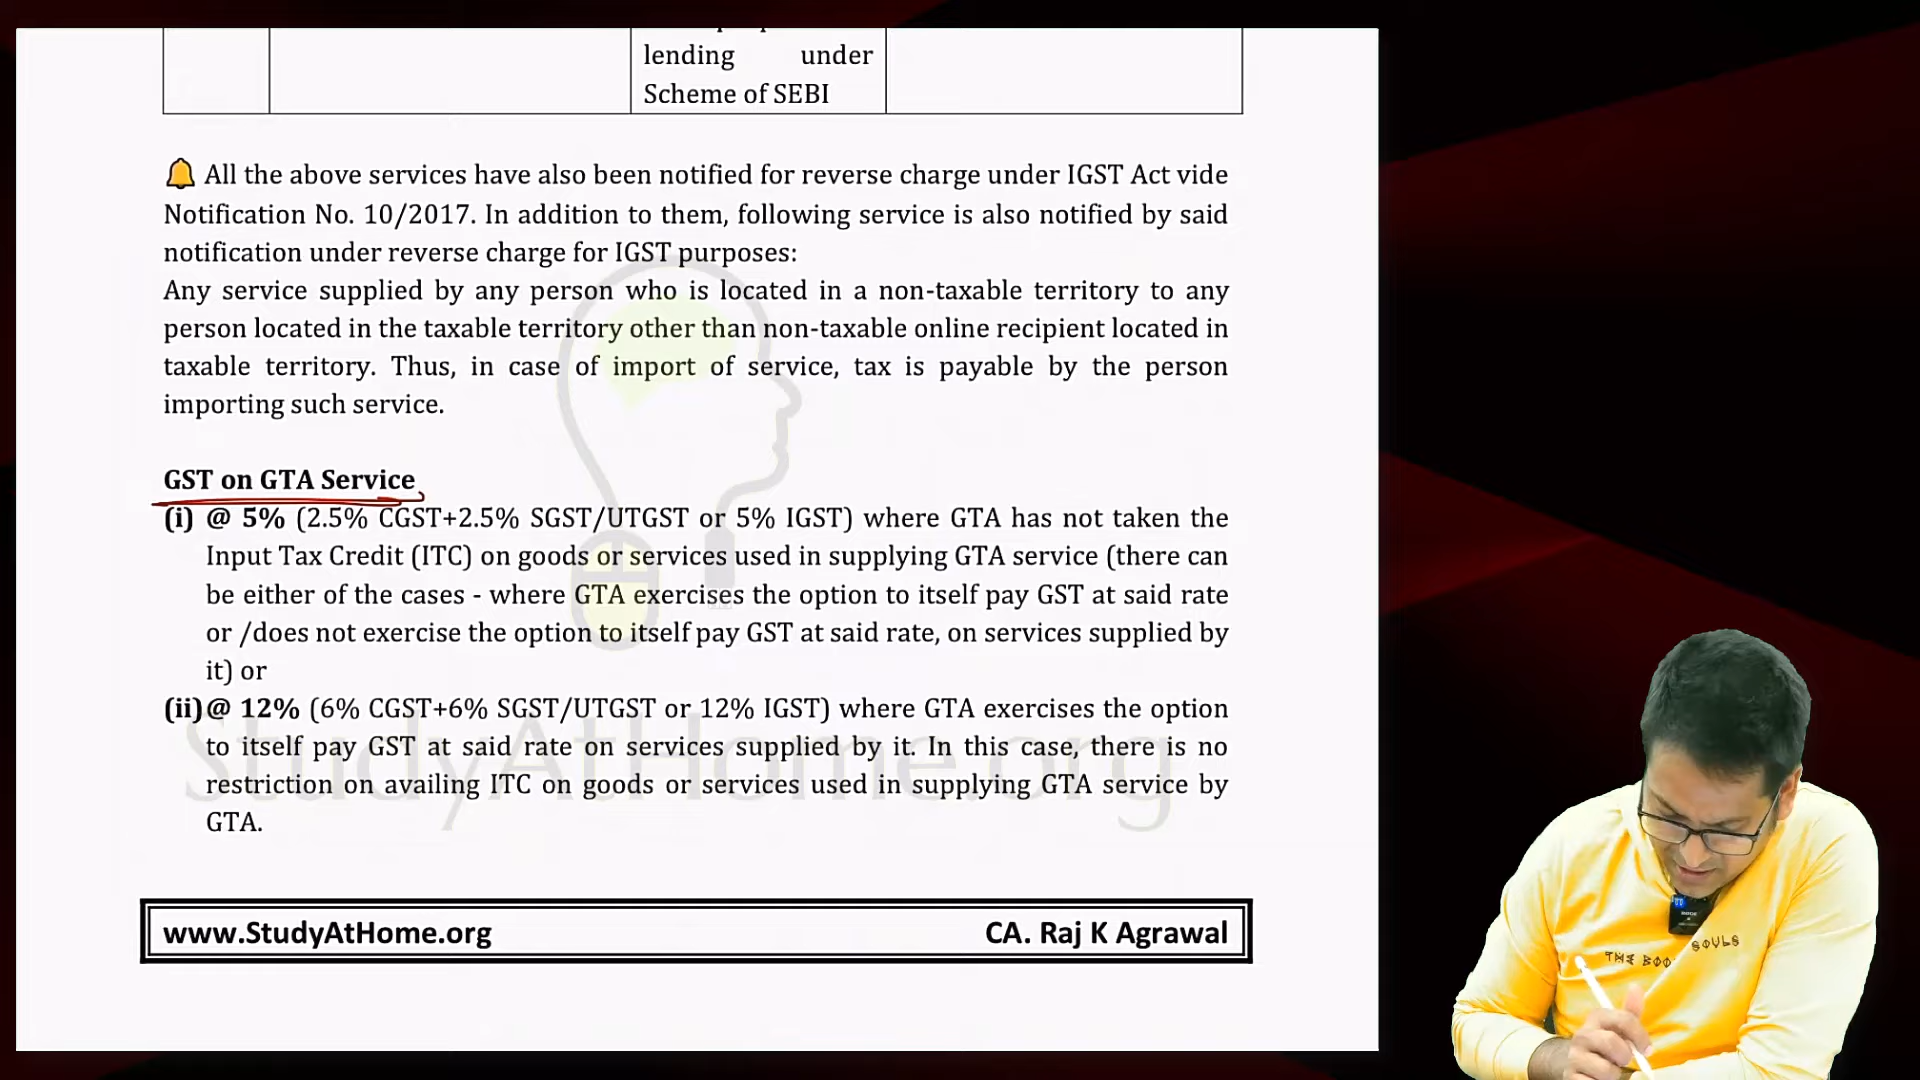 lending under
Scheme of SEBI
🔔 All the above services have also been notified for reverse charge under IGST Act vide
Notification No. 10/2017. In addition to them, following service is also notified by said
notification under reverse charge for IGST purposes:
Any service supplied by any person who is located in a non-taxable territory to any
person located in the taxable territory other than non-taxable online recipient located in
taxable territory. Thus, in case of import of service, tax is payable by the person
importing such service.
GST on GTA Service
(i) @ 5% (2.5% CGST+2.5% SGST/UTGST or 5% IGST) where GTA has not taken the
Input Tax Credit (ITC) on goods or services used in supplying GTA service (there can
be either of the cases - where GTA exercises the option to itself pay GST at said rate
or /does not exercise the option to itself pay GST at said rate, on services supplied by
it) or
(ii) @ 12% (6% CGST+6% SGST/UTGST or 12% IGST) where GTA exercises the option
to itself pay GST at said rate on services supplied by it. In this case, there is no
restriction on availing ITC on goods or services used in supplying GTA service by
GTA.
StudyAtHome.org
www.StudyAtHome.org CA. Raj K Agrawal
SOULS
THE